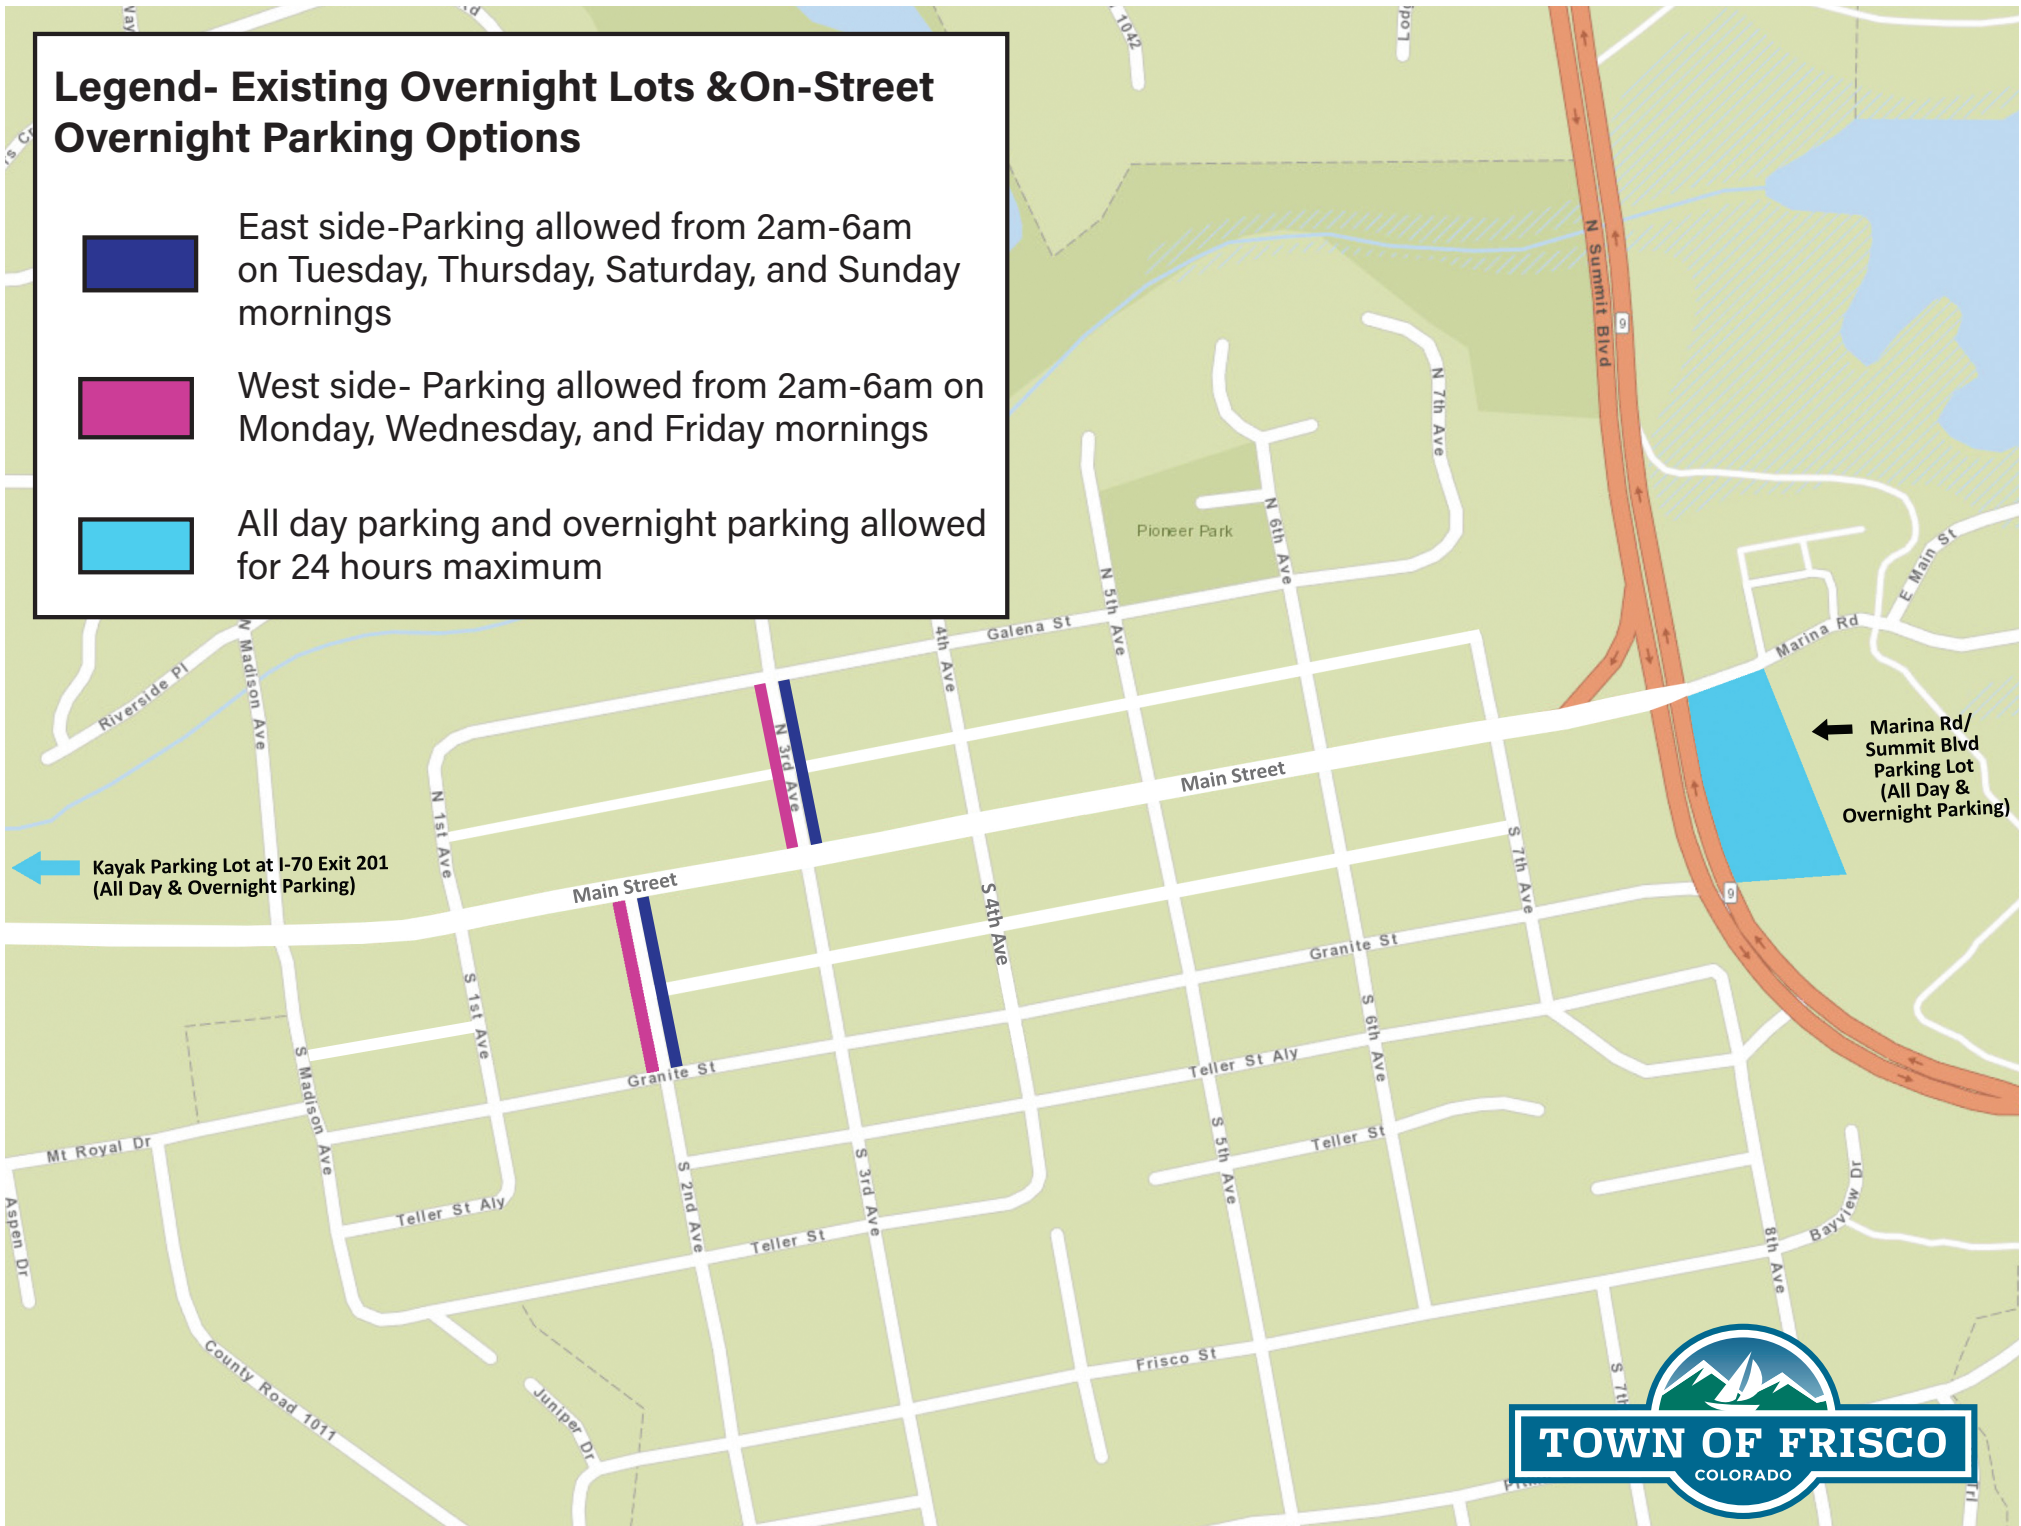 Legend- Existing Overnight Lots &On-Street
Overnight Parking Options
East side-Parking allowed from 2am-6am
on Tuesday, Thursday, Saturday, and Sunday
mornings
West side- Parking allowed from 2am-6am on
Monday, Wednesday, and Friday mornings
All day parking and overnight parking allowed
for 24 hours maximum
1042
N Summit Blvd
9
N 7th Ave
Pioneer Park
N 6th Ave
N 5th Ave
4th Ave
Galena St
E Main St
Marina Rd
W Madison Ave
Riverside Pl
N 3rd Ave
N 1st Ave
Main Street
Marina Rd/
Summit Blvd
Parking Lot
(All Day &
Overnight Parking)
Kayak Parking Lot at I-70 Exit 201
(All Day & Overnight Parking)
Main Street
S 7th Ave
9
S 4th Ave
Granite St
S 1st Ave
S 6th Ave
S Madison Ave
Granite St
Teller St Aly
Mt Royal Dr
Teller St
S 5th Ave
S 2nd Ave
S 3rd Ave
Aspen Dr
Teller St Aly
Teller St
Bayview Dr
8th Ave
Frisco St
County Road 1011
Juniper Dr
S 7th
TOWN OF FRISCO
COLORADO